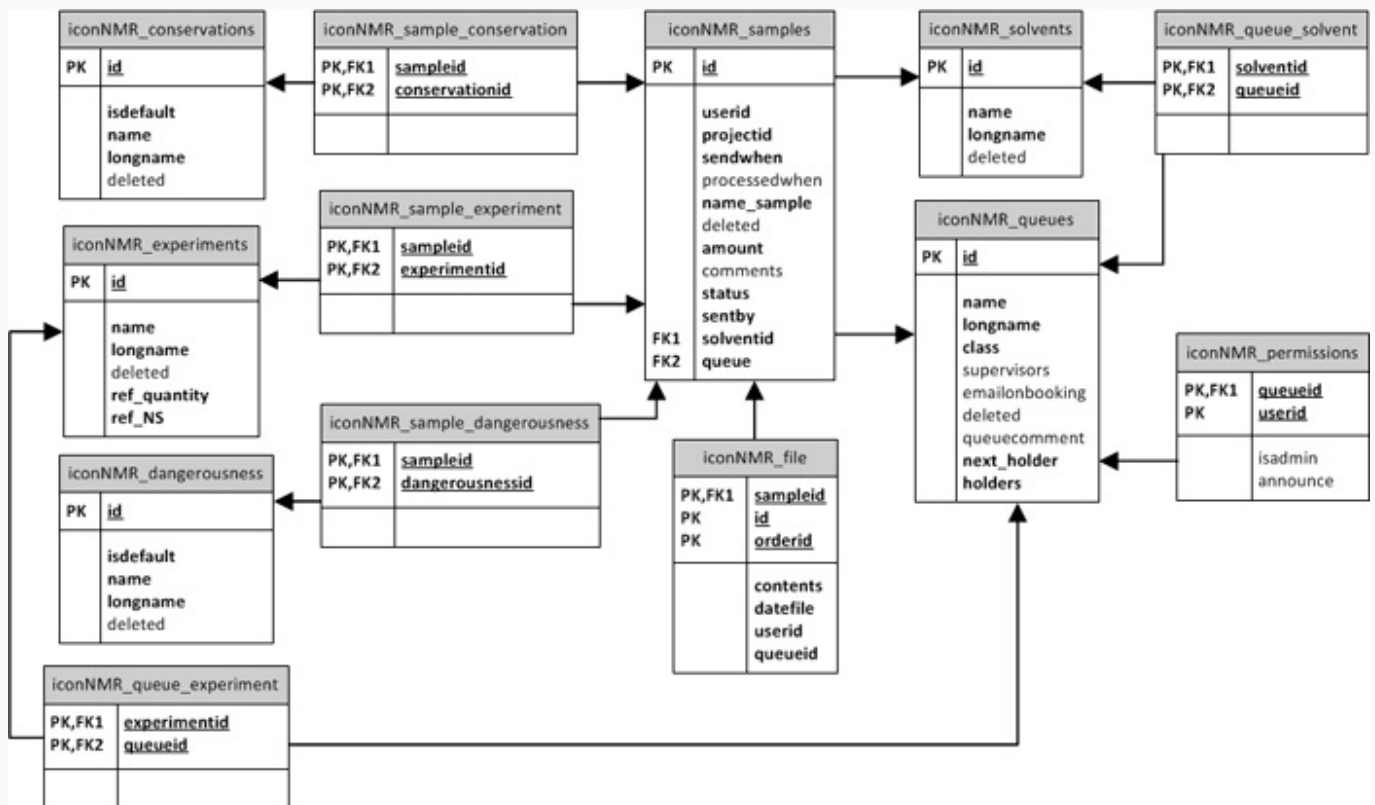 iconNMR_conservations
PK id
isdefault
name
longname
deleted
iconNMR_sample_conservation
PK,FK1 sampleid
PK,FK2 conservationid
iconNMR_samples
PK id
userid
projectid
sendwhen
processedwhen
name_sample
deleted
amount
comments
status
sentby
FK1 solventid
FK2 queue
iconNMR_solvents
PK id
name
longname
deleted
iconNMR_queue_solvent
PK,FK1 solventid
PK,FK2 queueid
iconNMR_experiments
PK id
name
longname
deleted
ref_quantity
ref_NS
iconNMR_sample_experiment
PK,FK1 sampleid
PK,FK2 experimentid
iconNMR_queues
PK id
name
longname
class
supervisors
emailonbooking
deleted
queuecomment
next_holder
holders
iconNMR_permissions
PK,FK1 queueid
PK userid
isadmin
announce
iconNMR_dangerousness
PK id
isdefault
name
longname
deleted
iconNMR_sample_dangerousness
PK,FK1 sampleid
PK,FK2 dangerousnessid
iconNMR_file
PK,FK1 sampleid
PK id
PK orderid
contents
datefile
userid
queueid
iconNMR_queue_experiment
PK,FK1 experimentid
PK,FK2 queueid